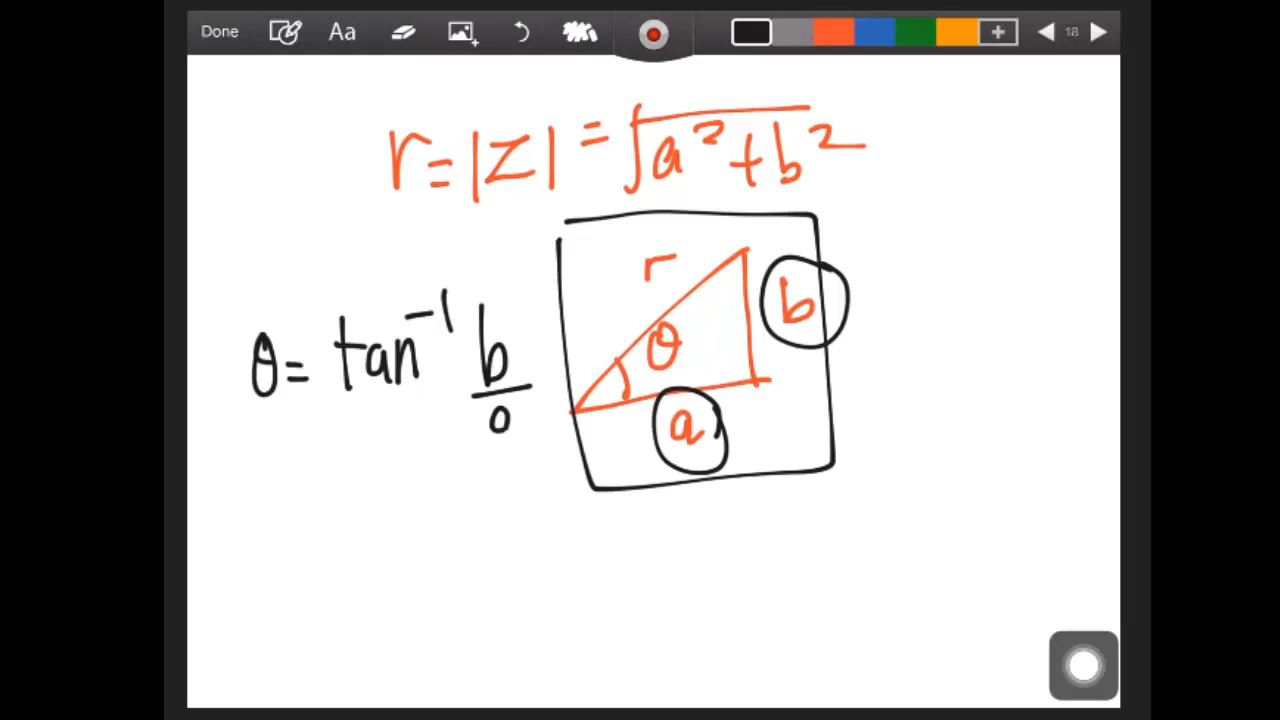 Done Aa 18
r = |Z| = √a² + b²
r
b
θ
θ = tan⁻¹ b/o
a